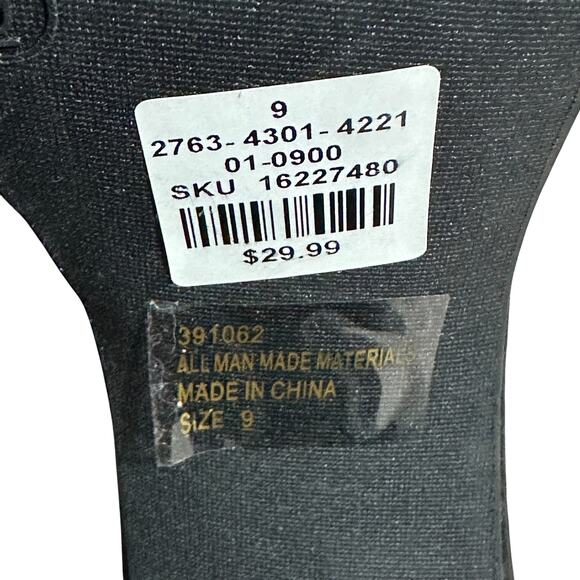 9
2763-4301-4221
01-0900
SKU 16227480
$29.99
391062
ALL MAN MADE MATERIALS
MADE IN CHINA
SIZE 9